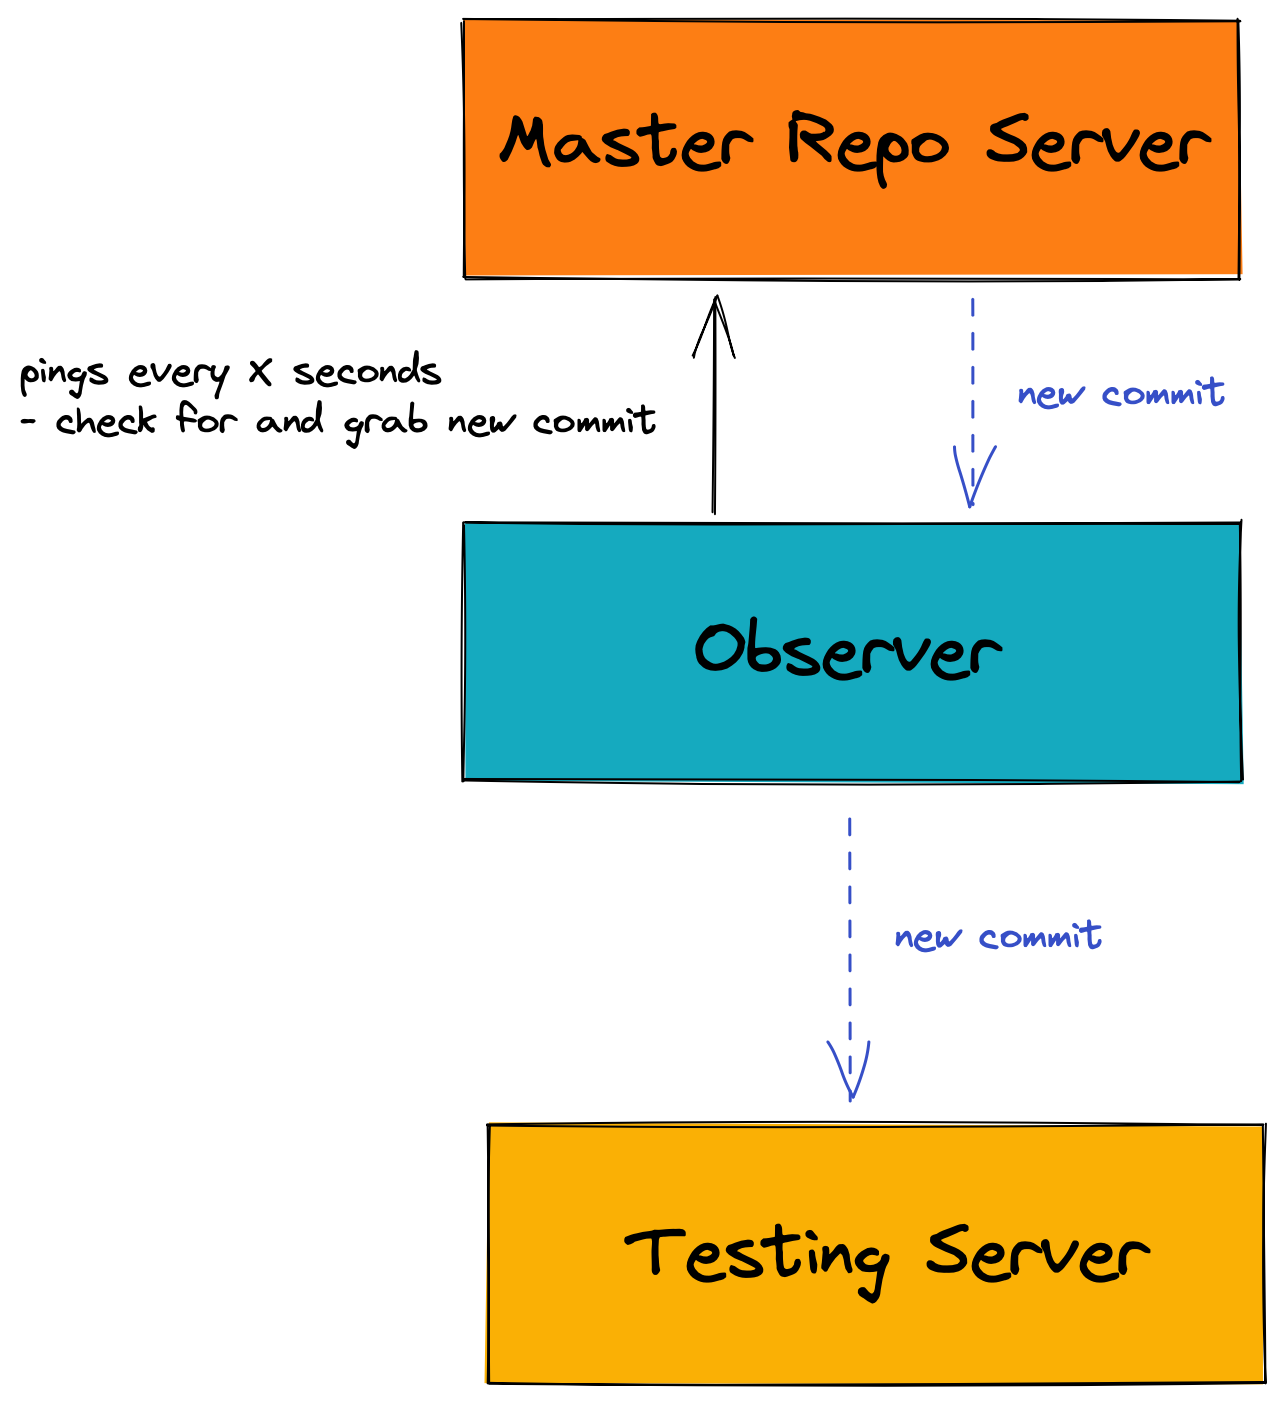 Master Repo Server
pings every X seconds
- check for and grab new commit
new commit
Observer
new commit
Testing Server